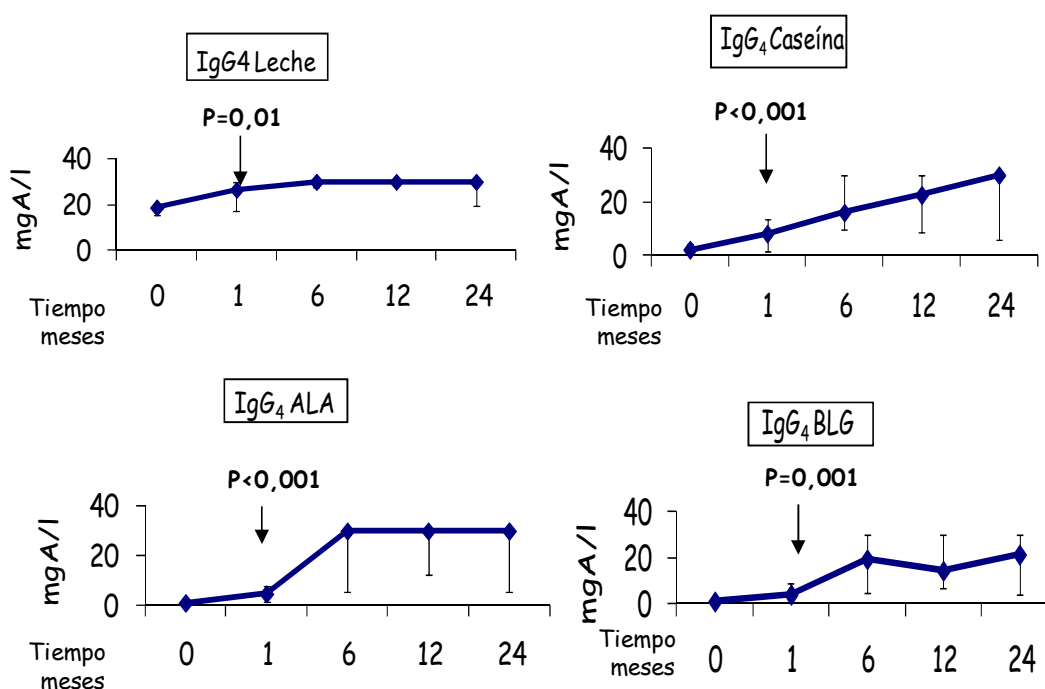 IgG4 Leche
P=0,01
mgA/l
40
20
0
0 1 6 12 24
Tiempo
meses
IgG₄ Caseína
P<0,001
mgA/l
40
20
0
0 1 6 12 24
Tiempo
meses
IgG₄ ALA
P<0,001
mgA/l
40
20
0
0 1 6 12 24
Tiempo
meses
IgG₄ BLG
P=0,001
mgA/l
40
20
0
0 1 6 12 24
Tiempo
meses